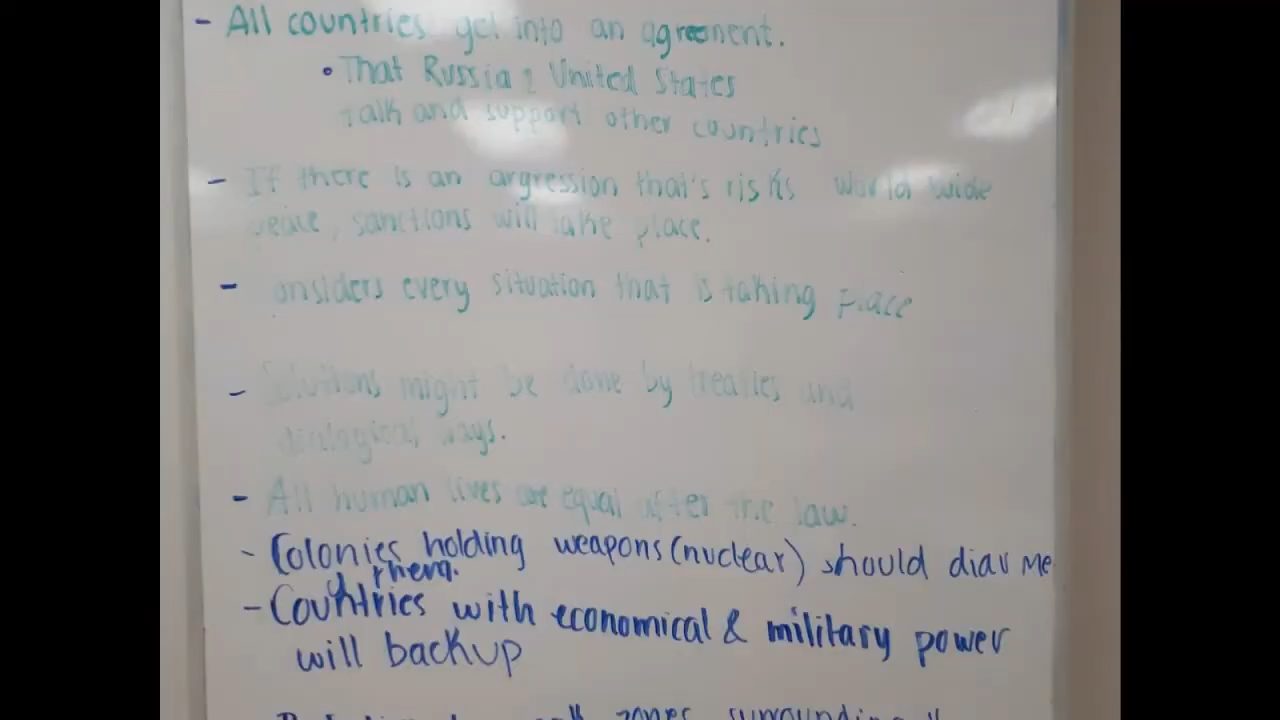 - All countries get into an agreement.
• That Russia & United States
talk and support other countries
- If there is an argression that's risks world wide
peace, sanctions will take place.
- onsiders every situation that is taking place
- Solutions might be done by treaties and
ways.
- All human lives are equal after the law.
- Colonies holding weapons (nuclear) should
them.
- Countries with economical & military power
will backup
zones surrounding